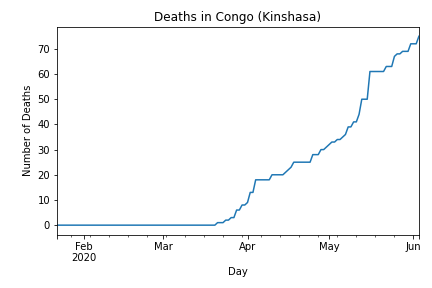 Deaths in Congo (Kinshasa)
Number of Deaths
70
60
50
40
30
20
10
0
Feb
2020
Mar
Apr
May
Jun
Day